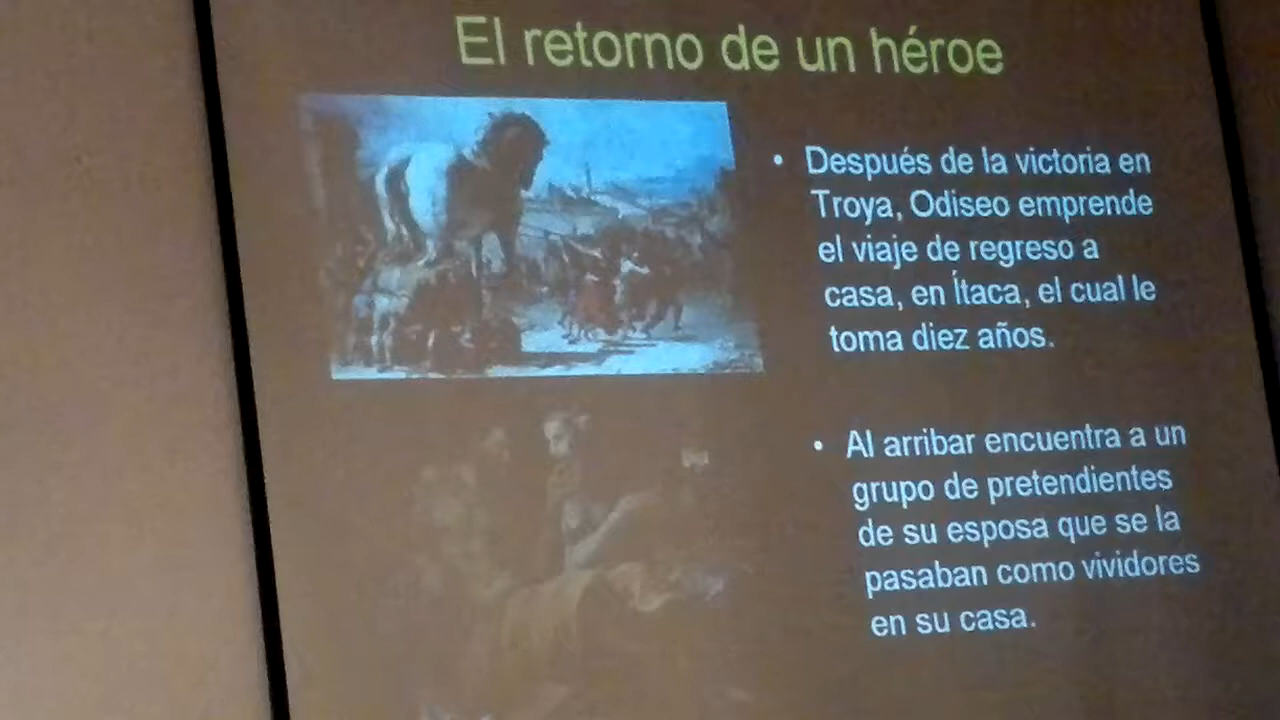 El retorno de un héroe
• Después de la victoria en
Troya, Odiseo emprende
el viaje de regreso a
casa, en Ítaca, el cual le
toma diez años.
• Al arribar encuentra a un
grupo de pretendientes
de su esposa que se la
pasaban como vividores
en su casa.